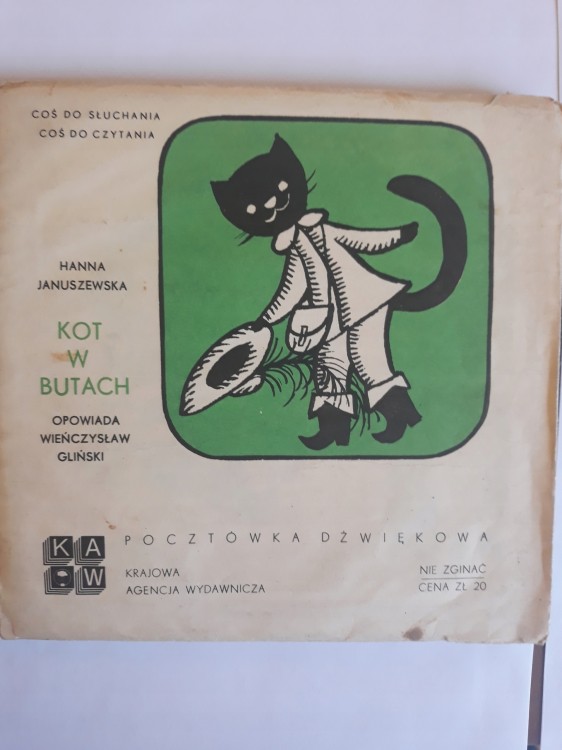 COŚ DO SŁUCHANIA
COŚ DO CZYTANIA
HANNA
JANUSZEWSKA
KOT
W
BUTACH
OPOWIADA
WIEŃCZYSŁAW
GLIŃSKI
KAW
POCZTÓWKA DŹWIĘKOWA
KRAJOWA
AGENCJA WYDAWNICZA
NIE ZGINAĆ
CENA ZŁ 20